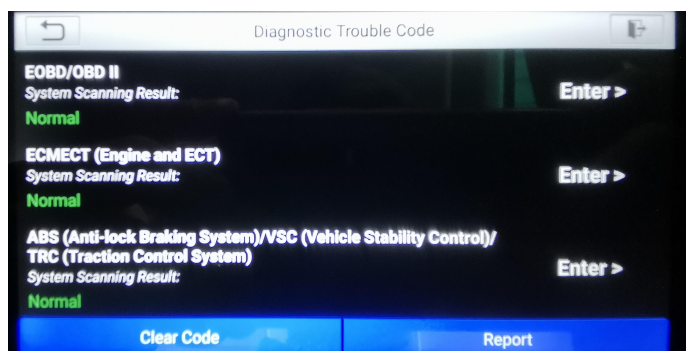 Diagnostic Trouble Code
EOBD/OBD II
System Scanning Result:
Normal
Enter >
ECMECT (Engine and ECT)
System Scanning Result:
Normal
Enter >
ABS (Anti-lock Braking System)/VSC (Vehicle Stability Control)/
TRC (Traction Control System)
System Scanning Result:
Normal
Enter >
Clear Code
Report